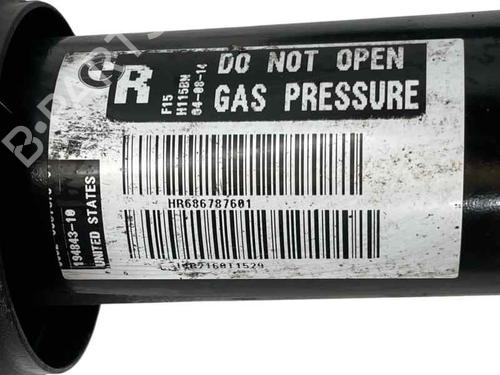 R
F15
H115BN
04-08-14
DO NOT OPEN
GAS PRESSURE
HR686787601
194843-10
UNITED STATES
B-PARTS